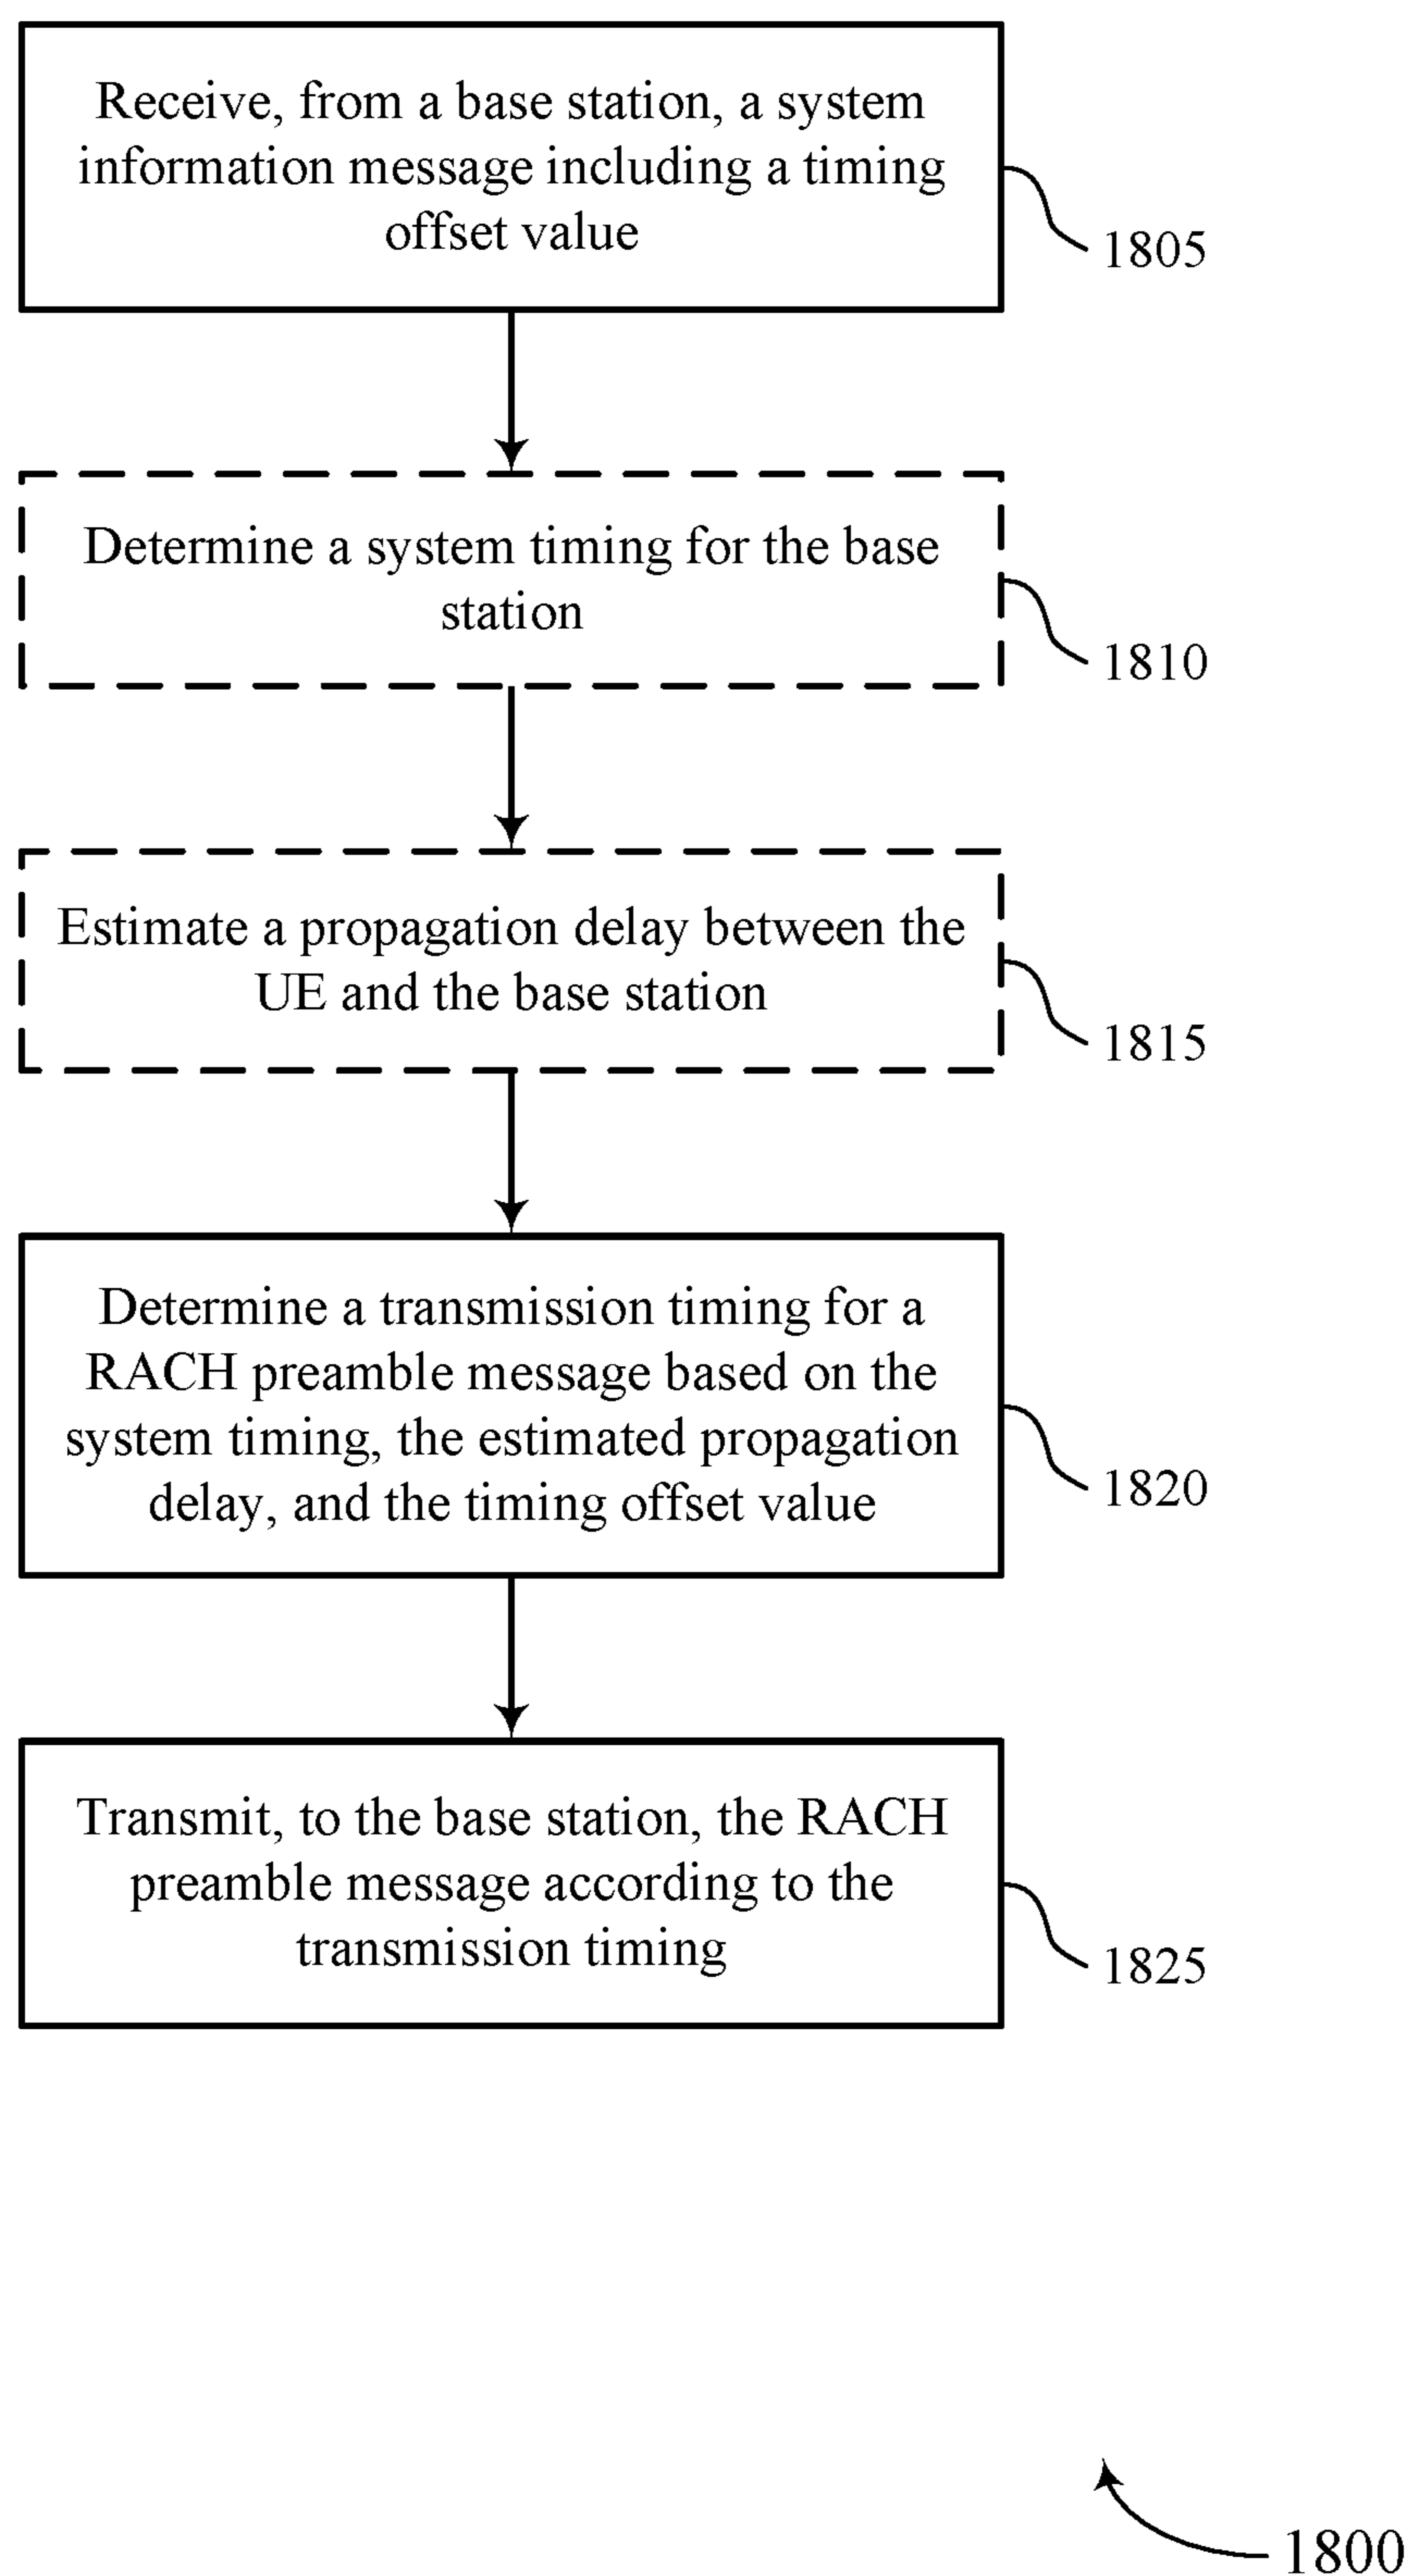 Receive, from a base station, a system
information message including a timing
offset value
1805
Determine a system timing for the base
station
1810
Estimate a propagation delay between the
UE and the base station
1815
Determine a transmission timing for a
RACH preamble message based on the
system timing, the estimated propagation
delay, and the timing offset value
1820
Transmit, to the base station, the RACH
preamble message according to the
transmission timing
1825
1800